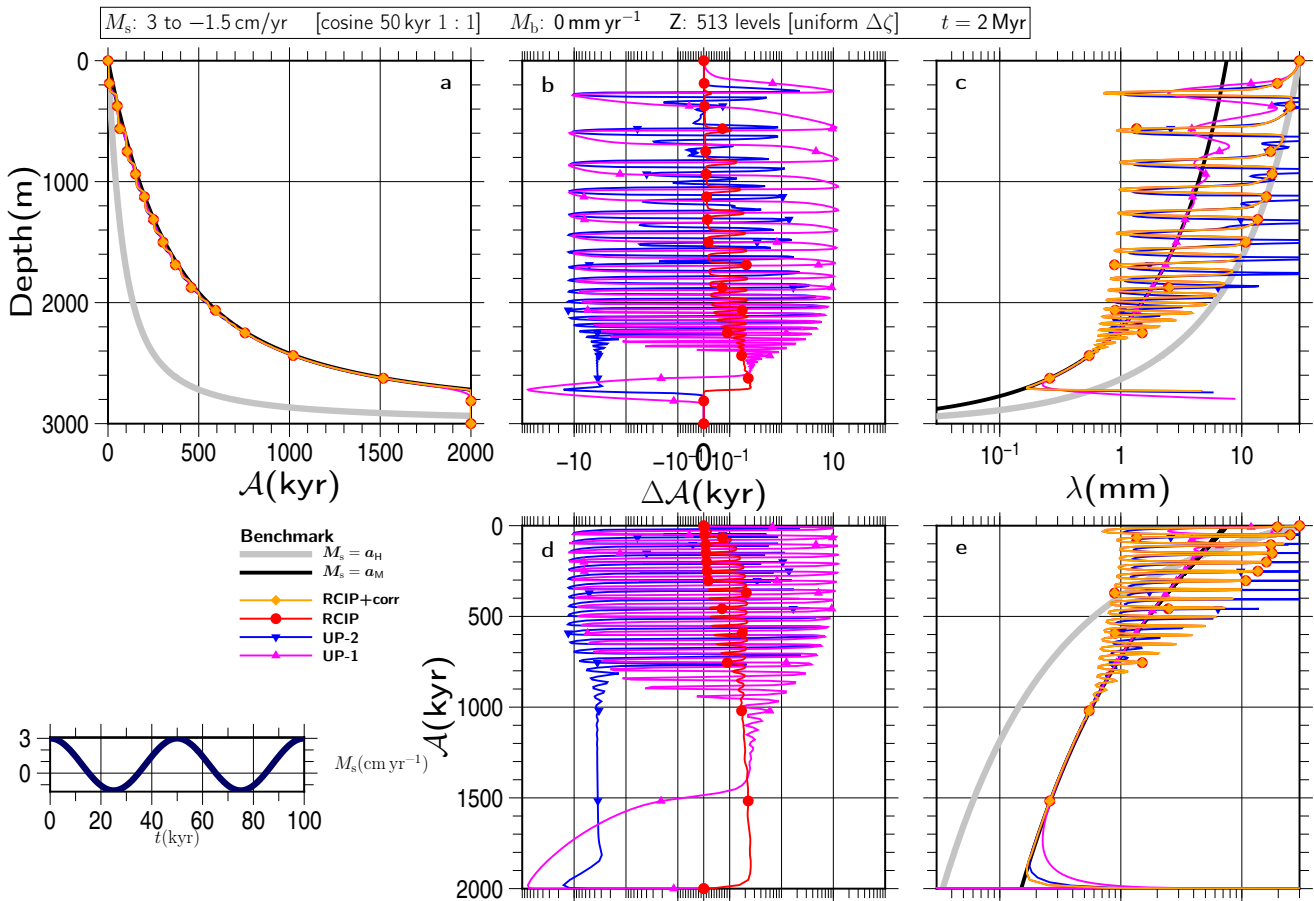 Mₛ: 3 to −1.5 cm/yr [cosine 50 kyr 1 : 1] M_b: 0 mm yr⁻¹ Z: 513 levels [uniform Δζ] t = 2 Myr
a
b
c
0
1000
2000
3000
Depth(m)
0 500 1000 1500 2000
𝒜(kyr)
−10 −10⁻¹ 0 10⁻¹ 10
Δ𝒜(kyr)
10⁻¹ 1 10
λ(mm)
Benchmark
Mₛ = a_H
Mₛ = a_M
RCIP+corr
RCIP
UP-2
UP-1
d
e
0
500
1000
1500
2000
𝒜(kyr)
3
0
Mₛ(cm yr⁻¹)
0 20 40 60 80 100
t(kyr)